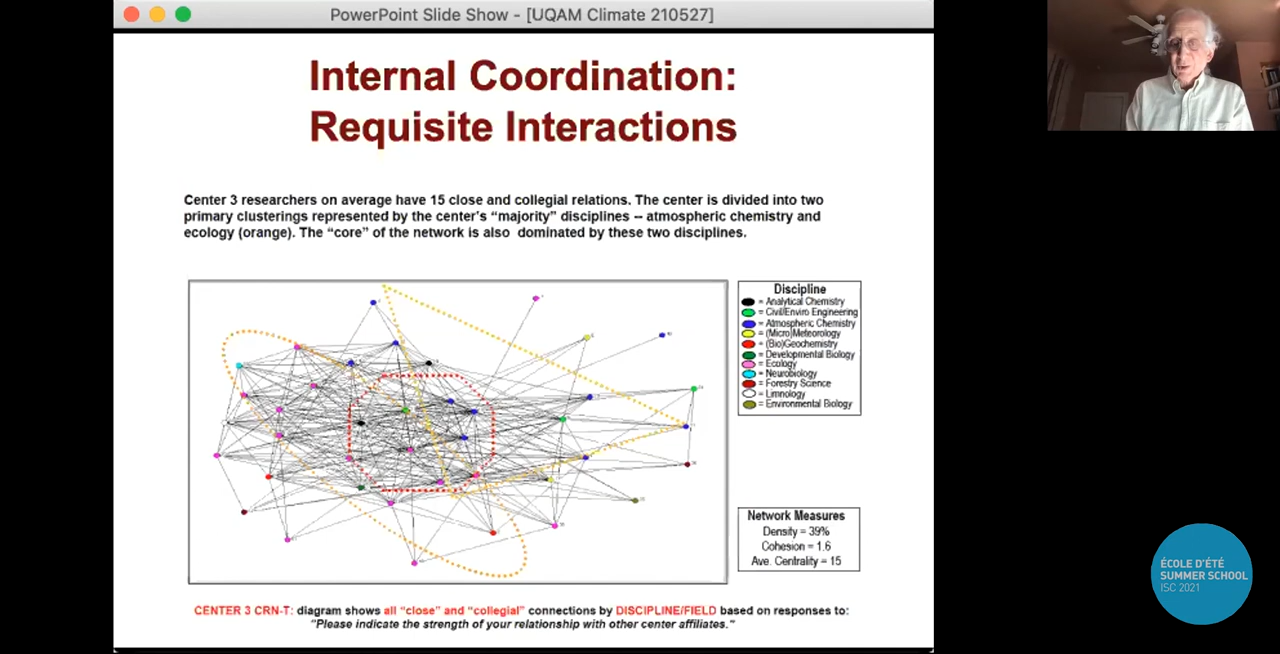 PowerPoint Slide Show - [UQAM Climate 210527]
Internal Coordination:
Requisite Interactions
Center 3 researchers on average have 15 close and collegial relations. The center is divided into two
primary clusterings represented by the center's "majority" disciplines -- atmospheric chemistry and
ecology (orange). The "core" of the network is also dominated by these two disciplines.
Discipline
= Analytical Chemistry
= Civil/Enviro Engineering
= Atmospheric Chemistry
= (Micro)Meteorology
= (Bio)Geochemistry
= Developmental Biology
= Ecology
= Neurobiology
= Forestry Science
= Limnology
= Environmental Biology
Network Measures
Density = 39%
Cohesion = 1.6
Ave. Centrality = 15
CENTER 3 CRN-T: diagram shows all "close" and "collegial" connections by DISCIPLINE/FIELD based on responses to:
"Please indicate the strength of your relationship with other center affiliates."
ÉCOLE D'ÉTÉ
SUMMER SCHOOL
ISC 2021